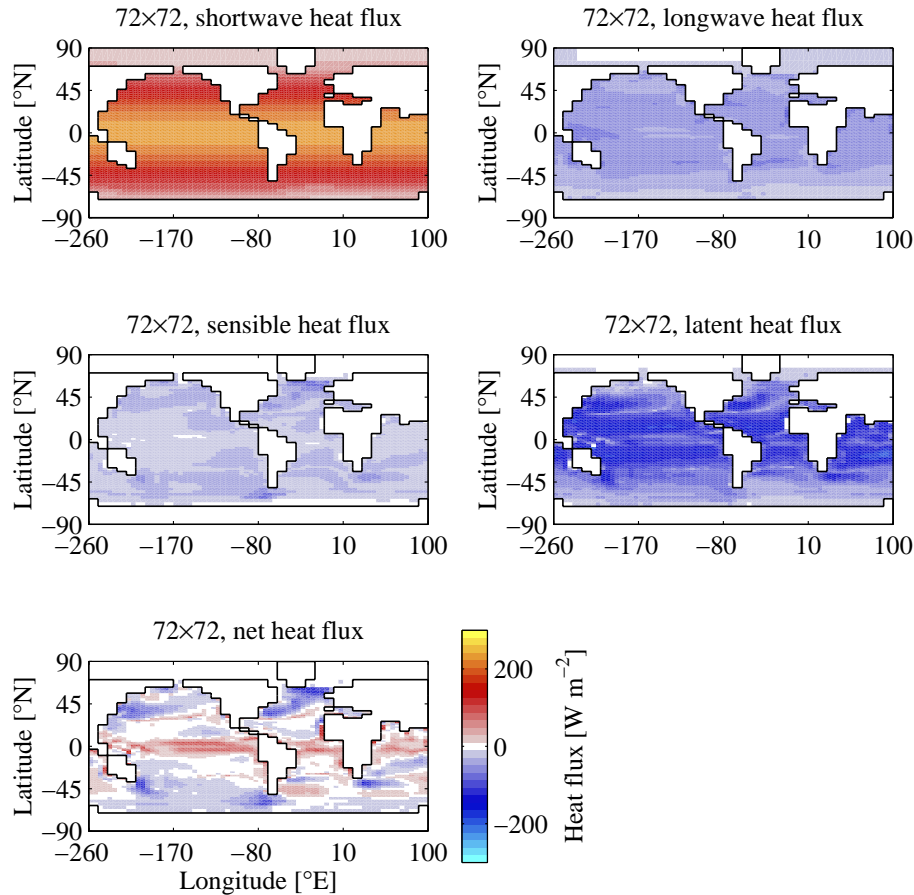 72×72, shortwave heat flux
72×72, longwave heat flux
Latitude [°N]
90
45
0
−45
−90
−260 −170 −80 10 100
Latitude [°N]
90
45
0
−45
−90
−260 −170 −80 10 100
72×72, sensible heat flux
72×72, latent heat flux
Latitude [°N]
90
45
0
−45
−90
−260 −170 −80 10 100
Latitude [°N]
90
45
0
−45
−90
−260 −170 −80 10 100
72×72, net heat flux
Latitude [°N]
90
45
0
−45
−90
−260 −170 −80 10 100
Longitude [°E]
200
0
−200
Heat flux [W m⁻²]